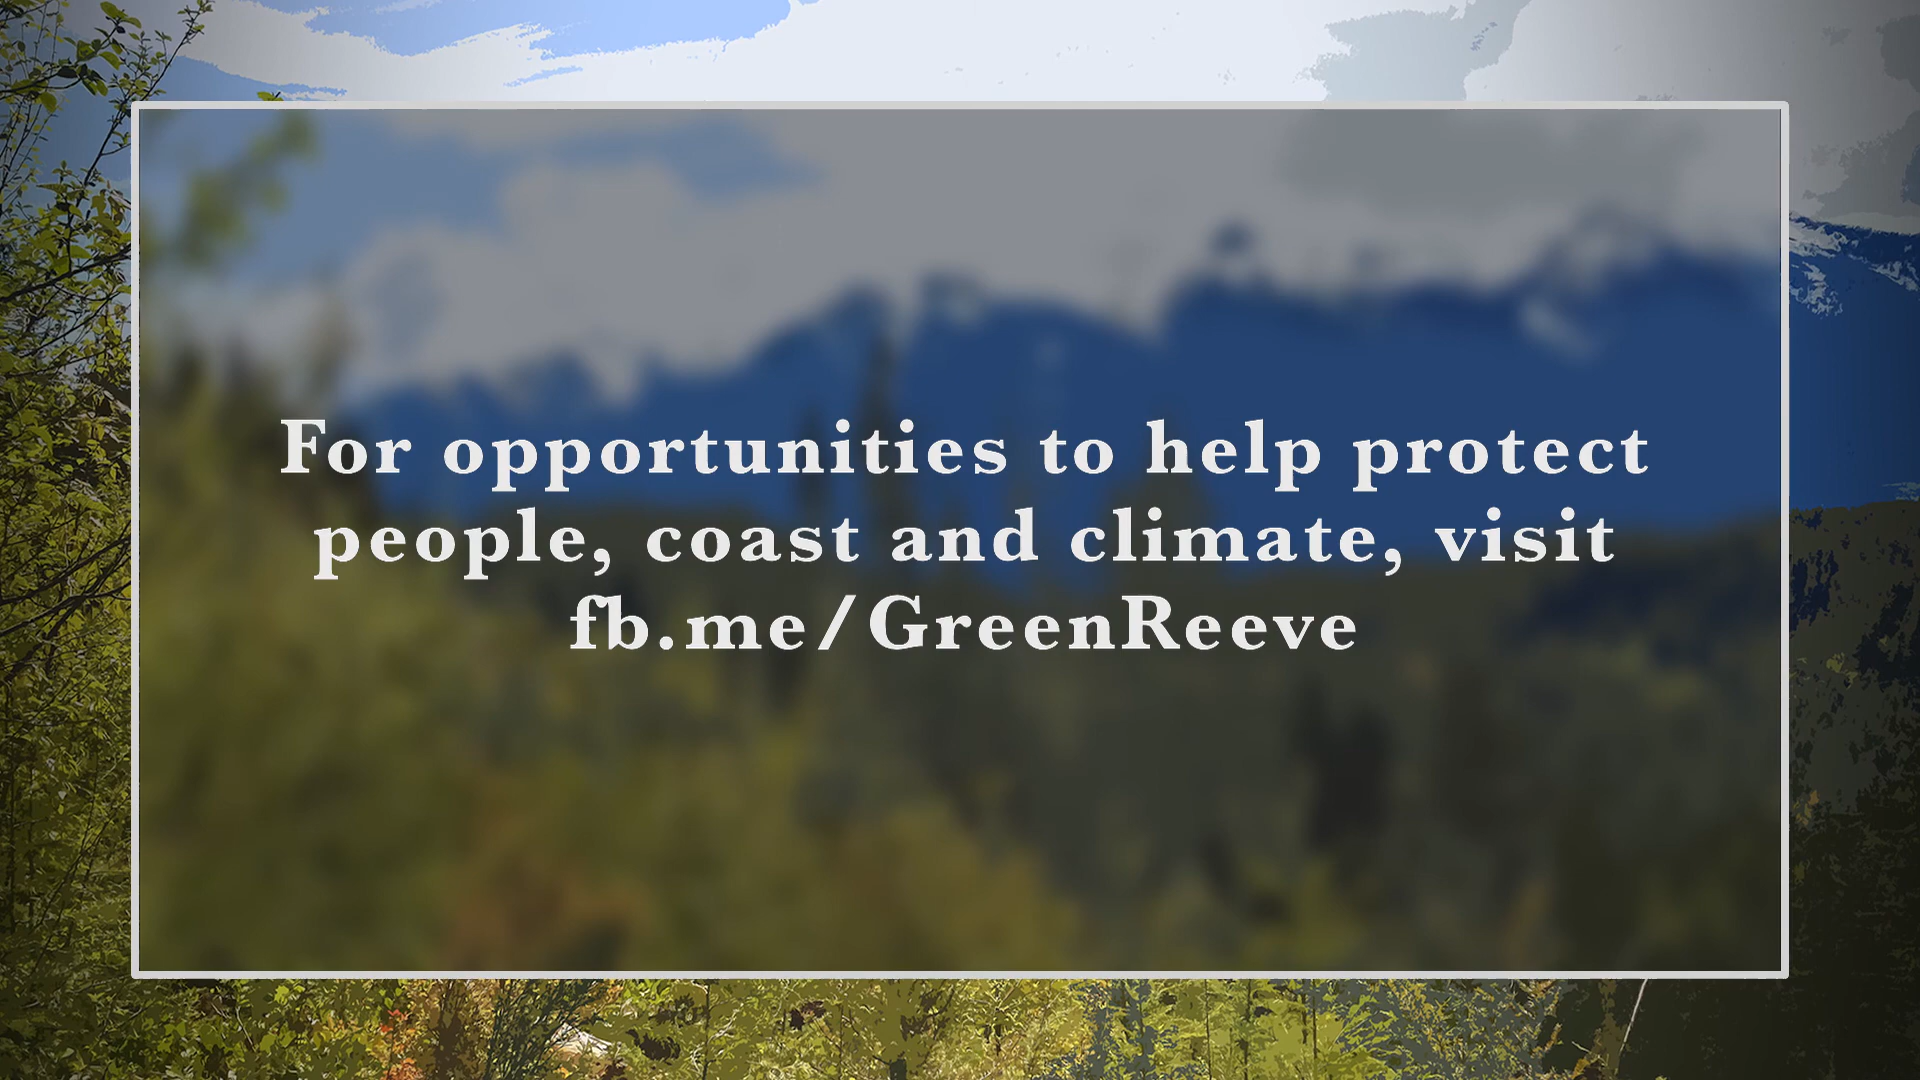 For opportunities to help protect
people, coast and climate, visit
fb.me/GreenReeve